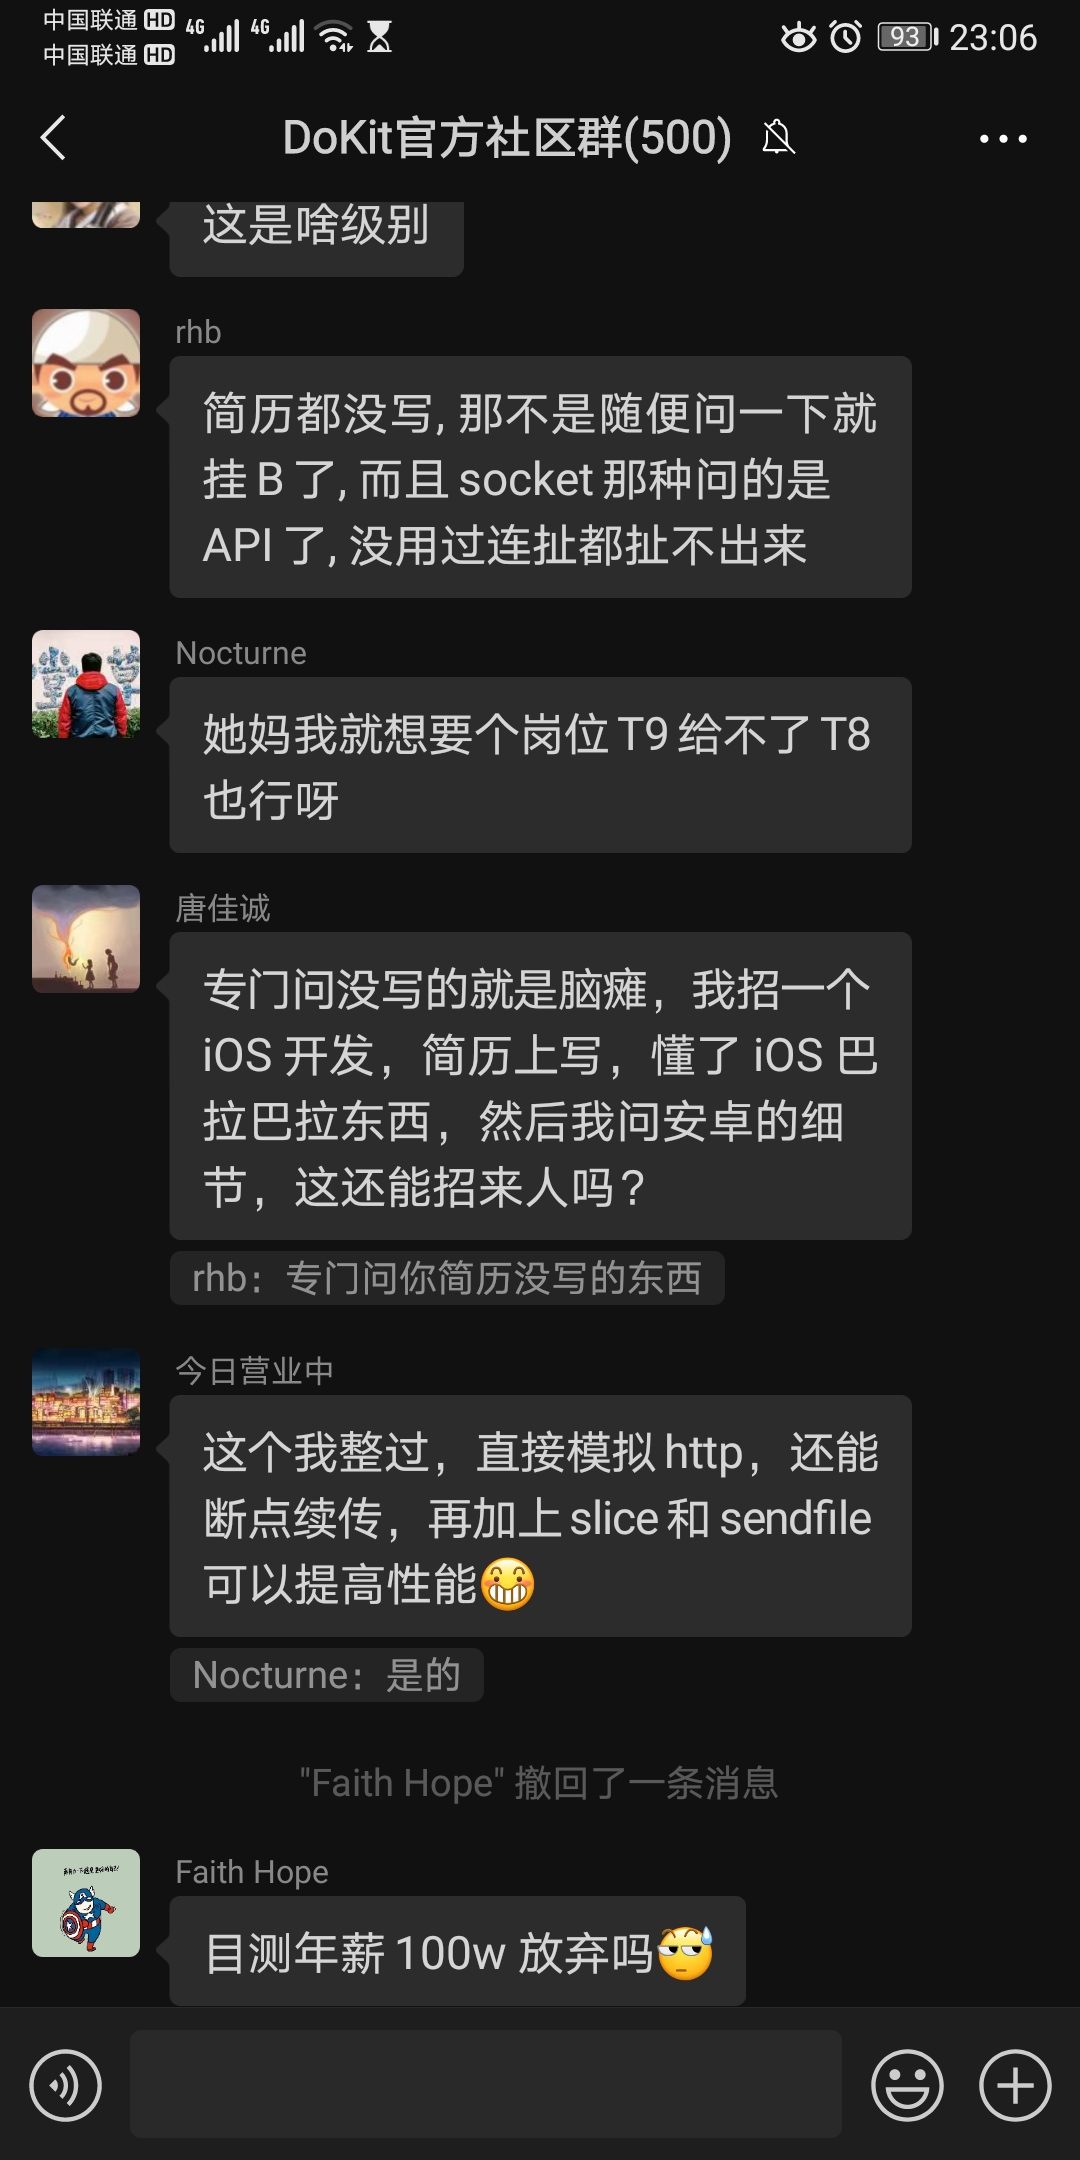 中国联通 HD
中国联通 HD
4G
4G
93
23:06
DoKit官方社区群(500)
这是啥级别
rhb
简历都没写, 那不是随便问一下就
挂 B 了, 而且 socket 那种问的是
API 了, 没用过连扯都扯不出来
Nocturne
她妈我就想要个岗位 T9 给不了 T8
也行呀
唐佳诚
专门问没写的就是脑瘫，我招一个
iOS 开发，简历上写，懂了 iOS 巴
拉巴拉东西，然后我问安卓的细
节，这还能招来人吗？
rhb：专门问你简历没写的东西
今日营业中
这个我整过，直接模拟 http，还能
断点续传，再加上 slice 和 sendfile
可以提高性能😁
Nocturne：是的
"Faith Hope" 撤回了一条消息
Faith Hope
目测年薪 100w 放弃吗😓